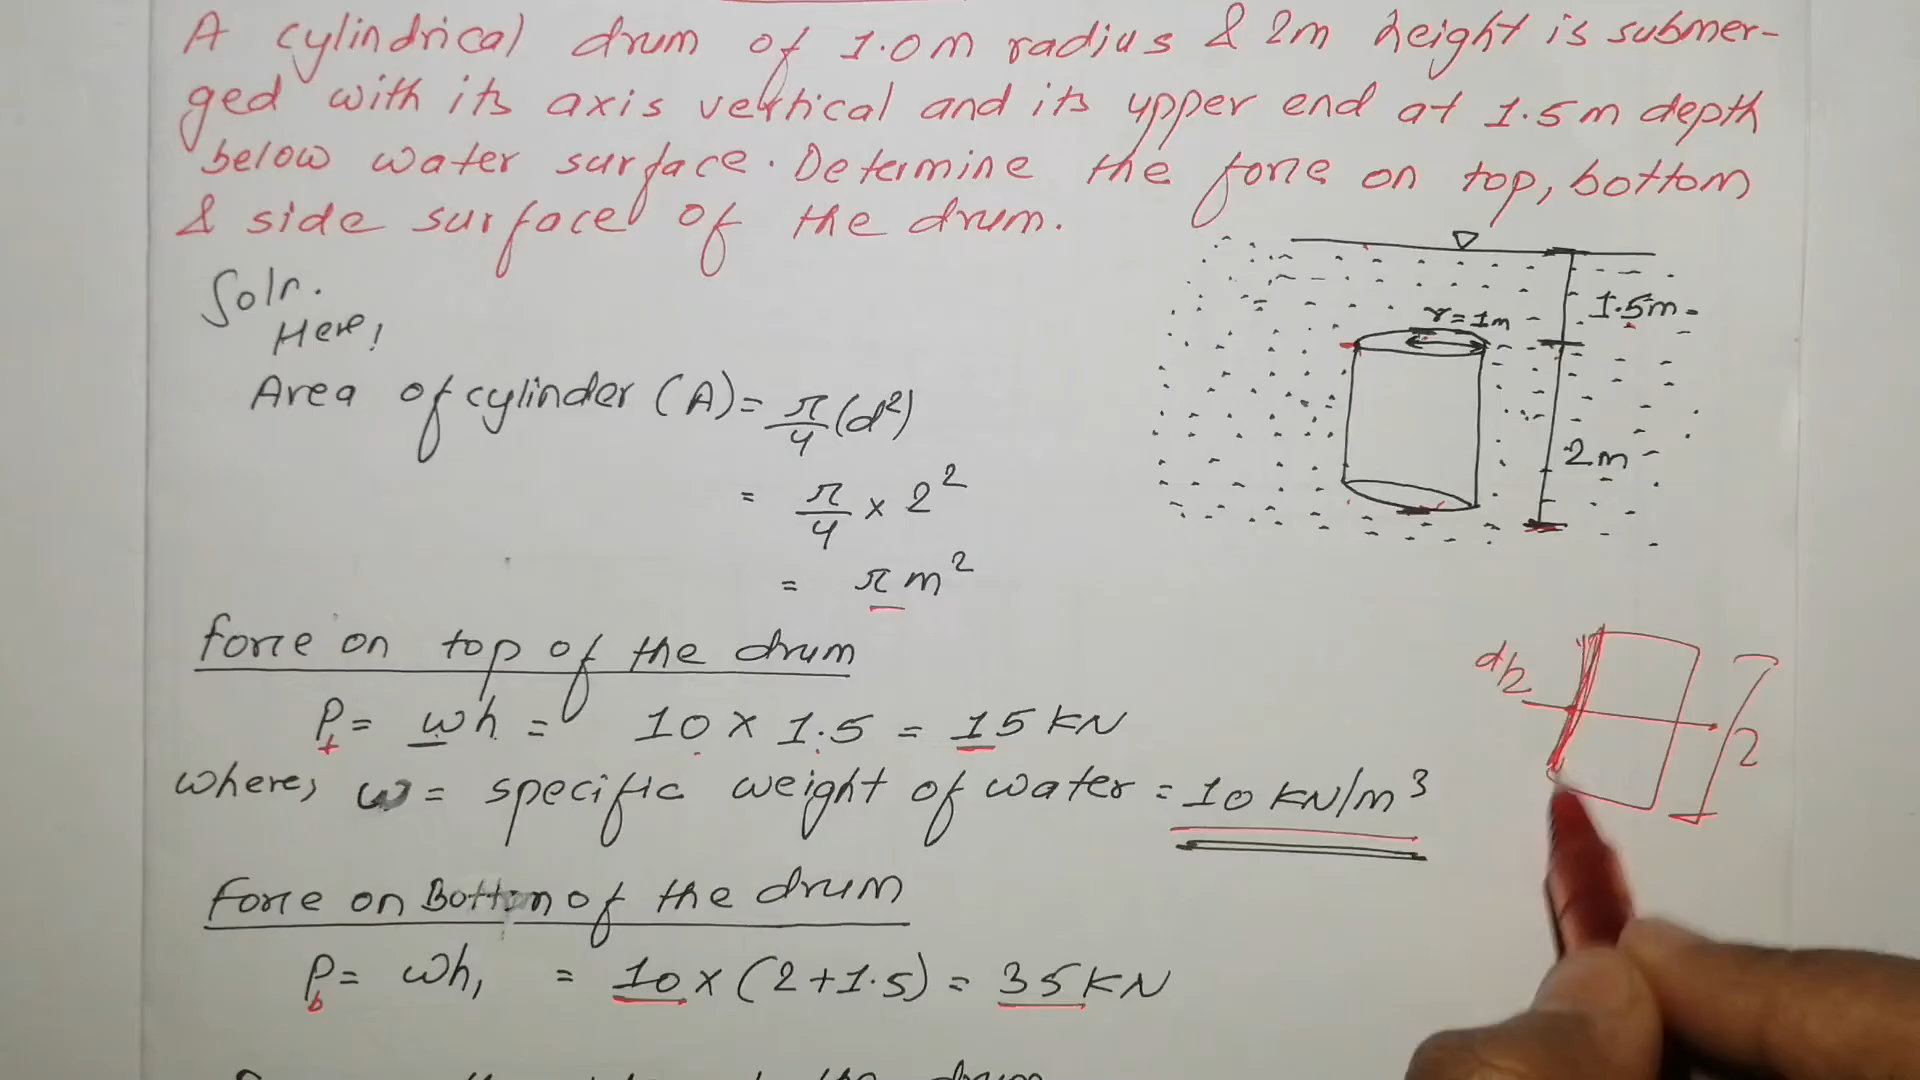 A cylindrical drum of 1.0m radius & 2m height is submer-
ged with its axis vertical and its upper end at 1.5m depth
below water surface. Determine the force on top, bottom
& side surface of the drum.
Soln.
Here,
Area of cylinder (A) = π/4 (d²)
= π/4 × 2²
= π m²
r = 1m
1.5m
2m
force on top of the drum
Pt = wh = 10 × 1.5 = 15 KN
where, w = specific weight of water = 10 KN/m³
d/2
2
Force on Bottom of the drum
Pb = wh₁ = 10 × (2+1.5) = 35 KN